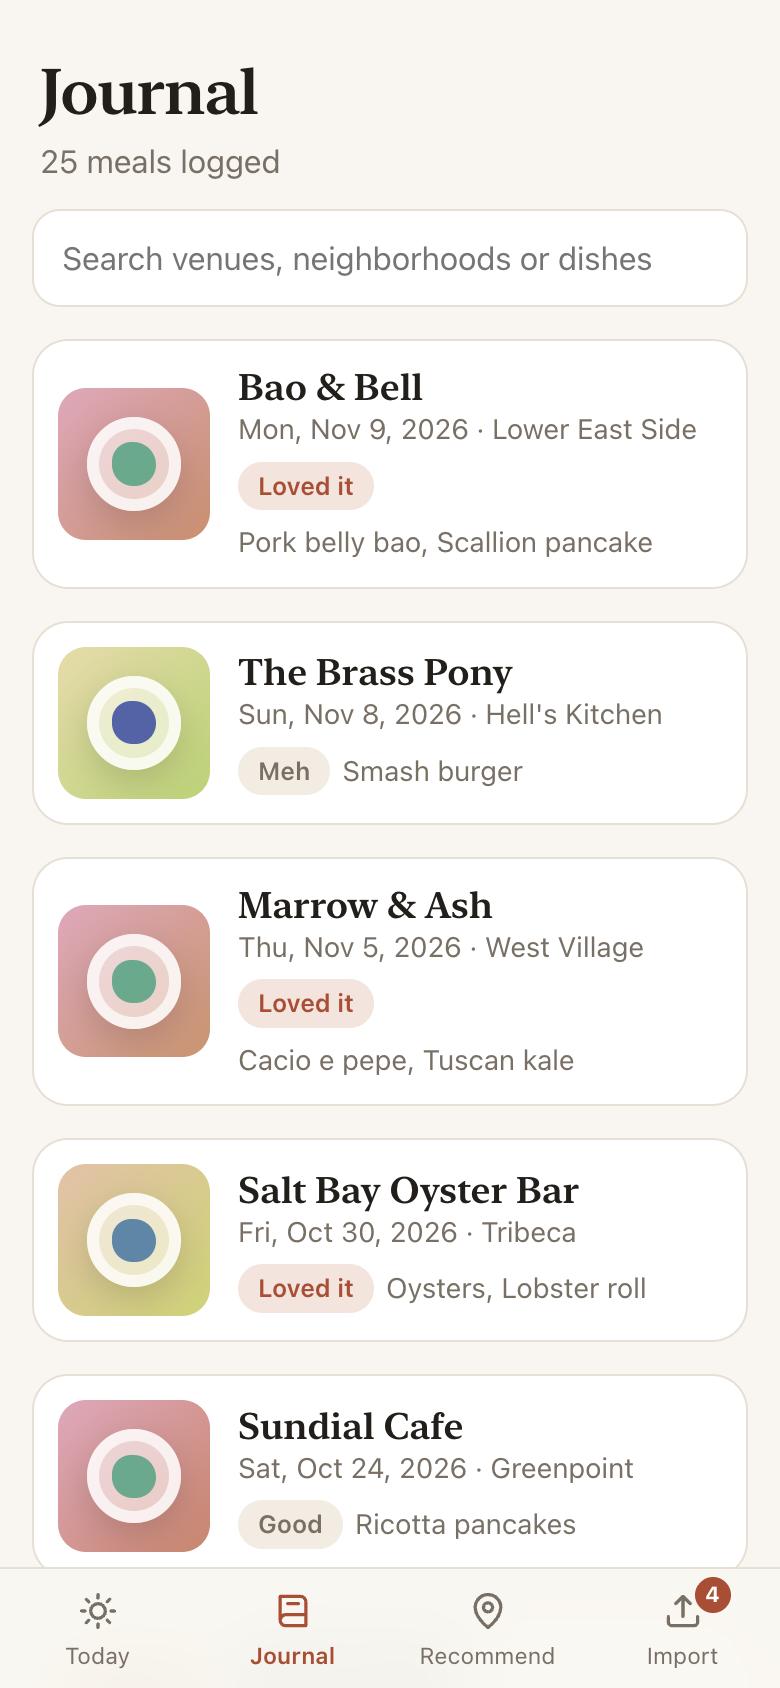 Journal
25 meals logged
Search venues, neighborhoods or dishes
Bao & Bell
Mon, Nov 9, 2026 · Lower East Side
Loved it
Pork belly bao, Scallion pancake
The Brass Pony
Sun, Nov 8, 2026 · Hell's Kitchen
Meh Smash burger
Marrow & Ash
Thu, Nov 5, 2026 · West Village
Loved it
Cacio e pepe, Tuscan kale
Salt Bay Oyster Bar
Fri, Oct 30, 2026 · Tribeca
Loved it Oysters, Lobster roll
Sundial Cafe
Sat, Oct 24, 2026 · Greenpoint
Good Ricotta pancakes
4
Today Journal Recommend Import